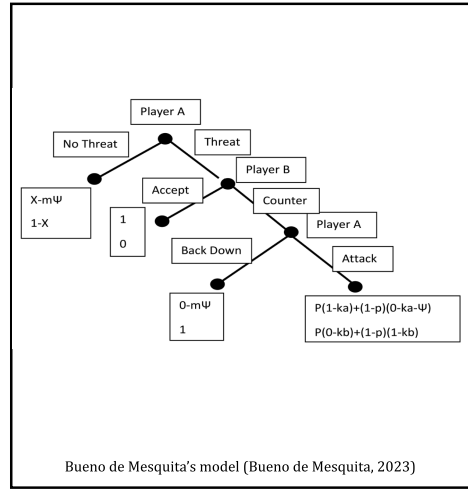 Player A
No Threat
Threat
Player B
X-mΨ
1-X
Accept
1
0
Counter
Player A
Back Down
Attack
0-mΨ
1
P(1-ka)+(1-p)(0-ka-Ψ)
P(0-kb)+(1-p)(1-kb)
Bueno de Mesquita's model (Bueno de Mesquita, 2023)